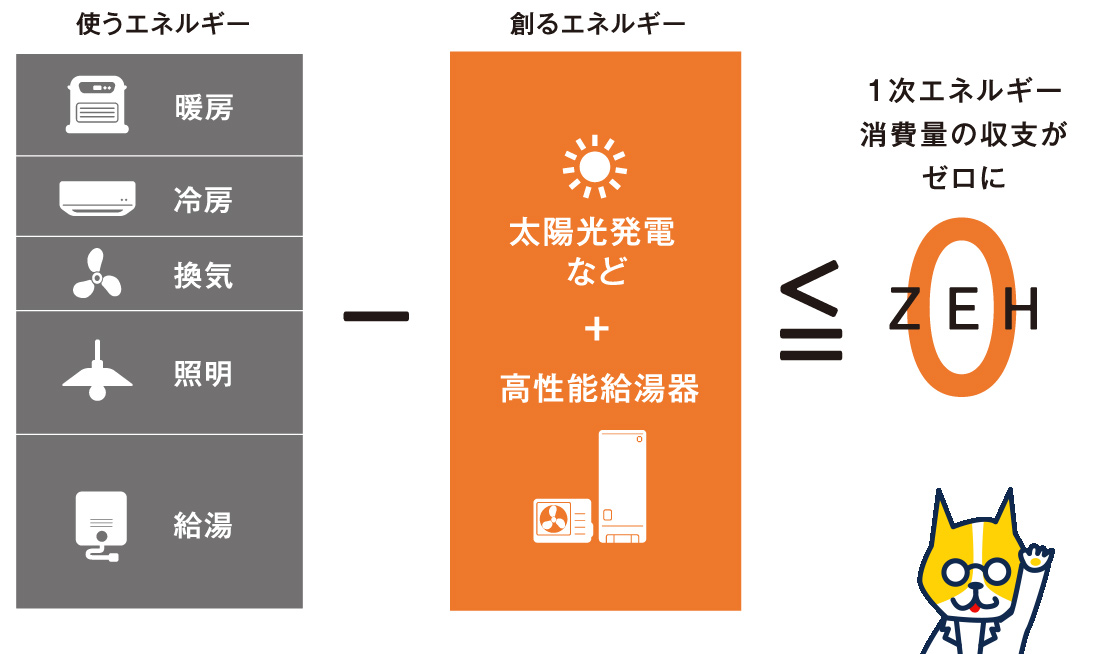 使うエネルギー
暖房
冷房
換気
照明
給湯
－
創るエネルギー
太陽光発電
など
+
高性能給湯器
≦
1次エネルギー
消費量の収支が
ゼロに
ZEH
0